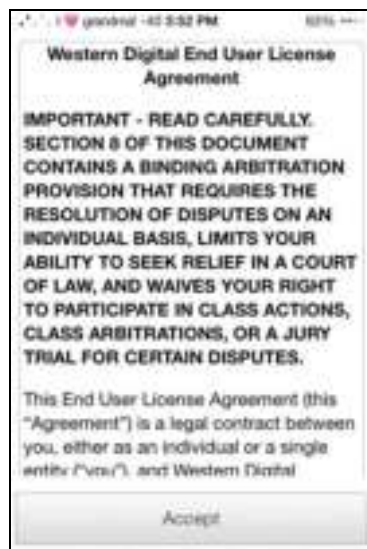 I 💗 grandma! -40 3:52 PM
Western Digital End User License
Agreement
IMPORTANT - READ CAREFULLY.
SECTION 8 OF THIS DOCUMENT
CONTAINS A BINDING ARBITRATION
PROVISION THAT REQUIRES THE
RESOLUTION OF DISPUTES ON AN
INDIVIDUAL BASIS, LIMITS YOUR
ABILITY TO SEEK RELIEF IN A COURT
OF LAW, AND WAIVES YOUR RIGHT
TO PARTICIPATE IN CLASS ACTIONS,
CLASS ARBITRATIONS, OR A JURY
TRIAL FOR CERTAIN DISPUTES.
This End User License Agreement (this
"Agreement") is a legal contract between
you, either as an individual or a single
entity ("you"), and Western Digital
Accept